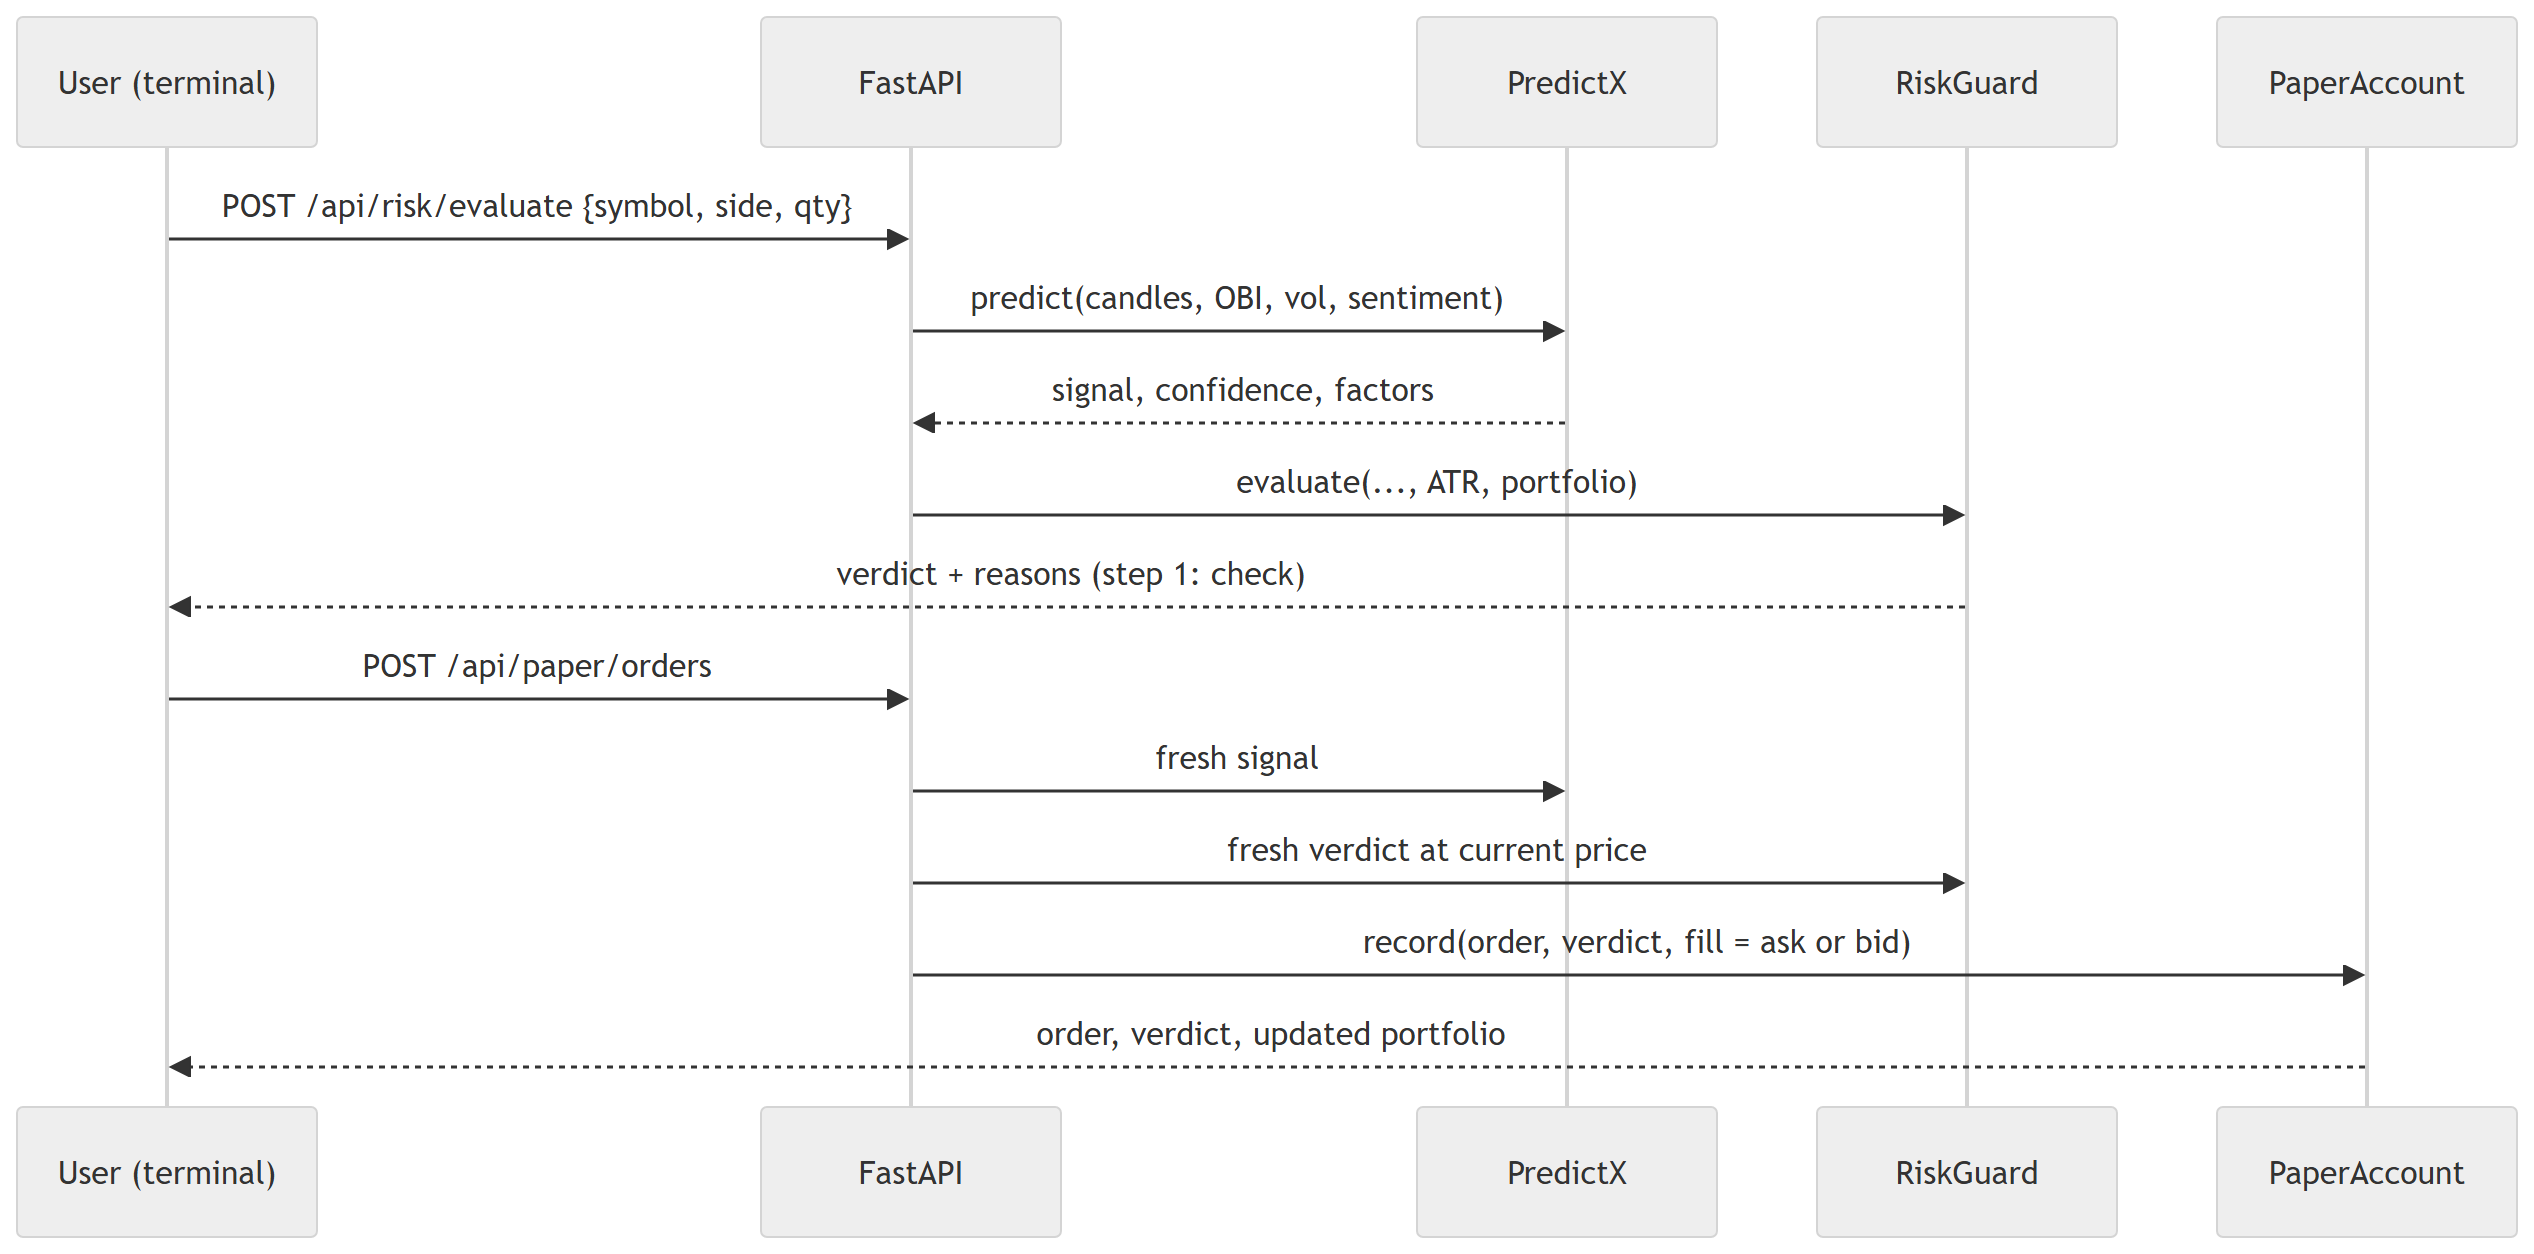 User (terminal)
FastAPI
PredictX
RiskGuard
PaperAccount
POST /api/risk/evaluate {symbol, side, qty}
predict(candles, OBI, vol, sentiment)
signal, confidence, factors
evaluate(..., ATR, portfolio)
verdict + reasons (step 1: check)
POST /api/paper/orders
fresh signal
fresh verdict at current price
record(order, verdict, fill = ask or bid)
order, verdict, updated portfolio
User (terminal)
FastAPI
PredictX
RiskGuard
PaperAccount